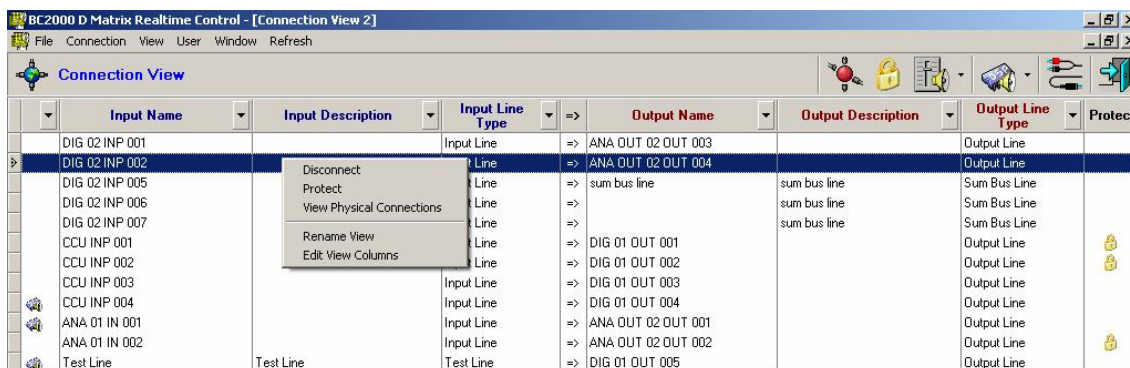 BC2000 D Matrix Realtime Control - [Connection View 2]
File Connection View User Window Refresh
Connection View
Input Name Input Description Input Line Type => Output Name Output Description Output Line Type Protec
DIG 02 INP 001 Input Line => ANA OUT 02 OUT 003 Output Line
DIG 02 INP 002 Line => ANA OUT 02 OUT 004 Output Line
DIG 02 INP 005 Line => sum bus line sum bus line Sum Bus Line
DIG 02 INP 006 Line => sum bus line Sum Bus Line
DIG 02 INP 007 Line => sum bus line Sum Bus Line
CCU INP 001 Line => DIG 01 OUT 001 Output Line
CCU INP 002 Line => DIG 01 OUT 002 Output Line
CCU INP 003 Input Line => DIG 01 OUT 003 Output Line
CCU INP 004 Input Line => DIG 01 OUT 004 Output Line
ANA 01 IN 001 Input Line => ANA OUT 02 OUT 001 Output Line
ANA 01 IN 002 Input Line => ANA OUT 02 OUT 002 Output Line
Test Line Test Line Test Line => DIG 01 OUT 005 Output Line
Disconnect
Protect
View Physical Connections
Rename View
Edit View Columns